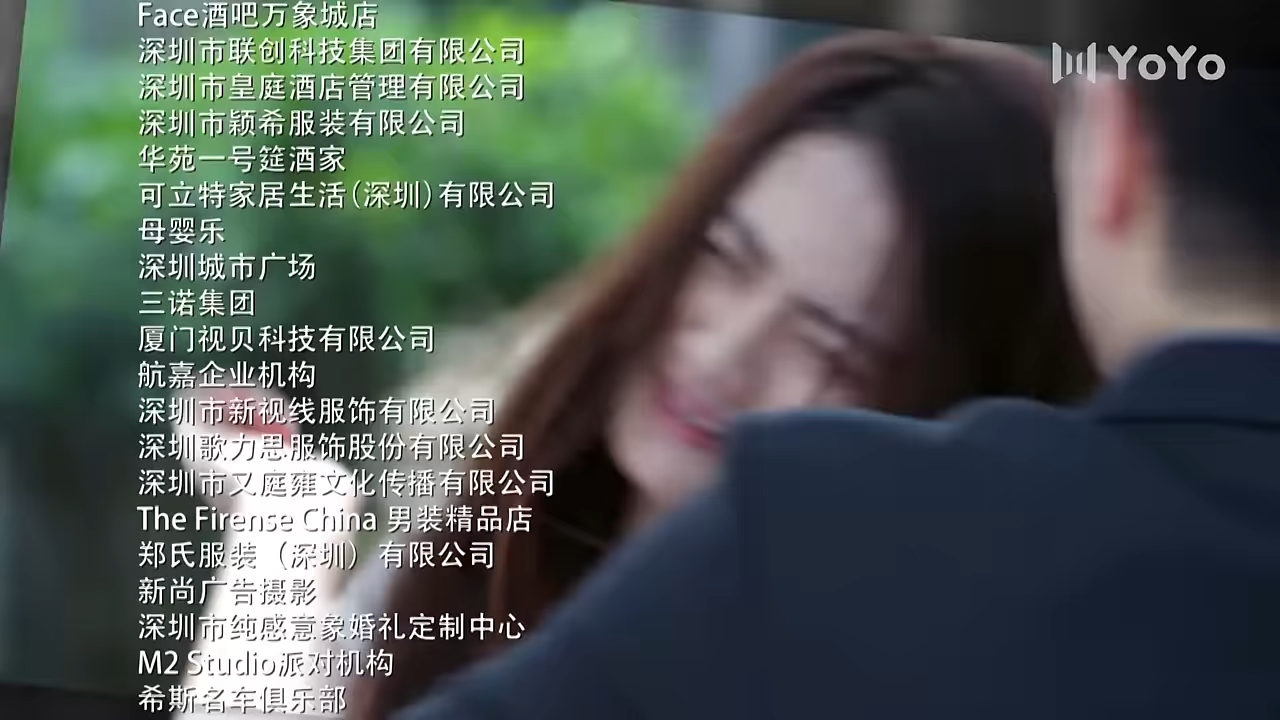 Face酒吧万象城店
YoYo
深圳市联创科技集团有限公司
深圳市皇庭酒店管理有限公司
深圳市颖希服装有限公司
华苑一号筵酒家
可立特家居生活(深圳)有限公司
母婴乐
深圳城市广场
三诺集团
厦门视贝科技有限公司
航嘉企业机构
深圳市新视线服饰有限公司
深圳歌力思服饰股份有限公司
深圳市又庭雍文化传播有限公司
The Firense China 男装精品店
郑氏服装（深圳）有限公司
新尚广告摄影
深圳市纯感意象婚礼定制中心
M2 Studio派对机构
希斯名车俱乐部